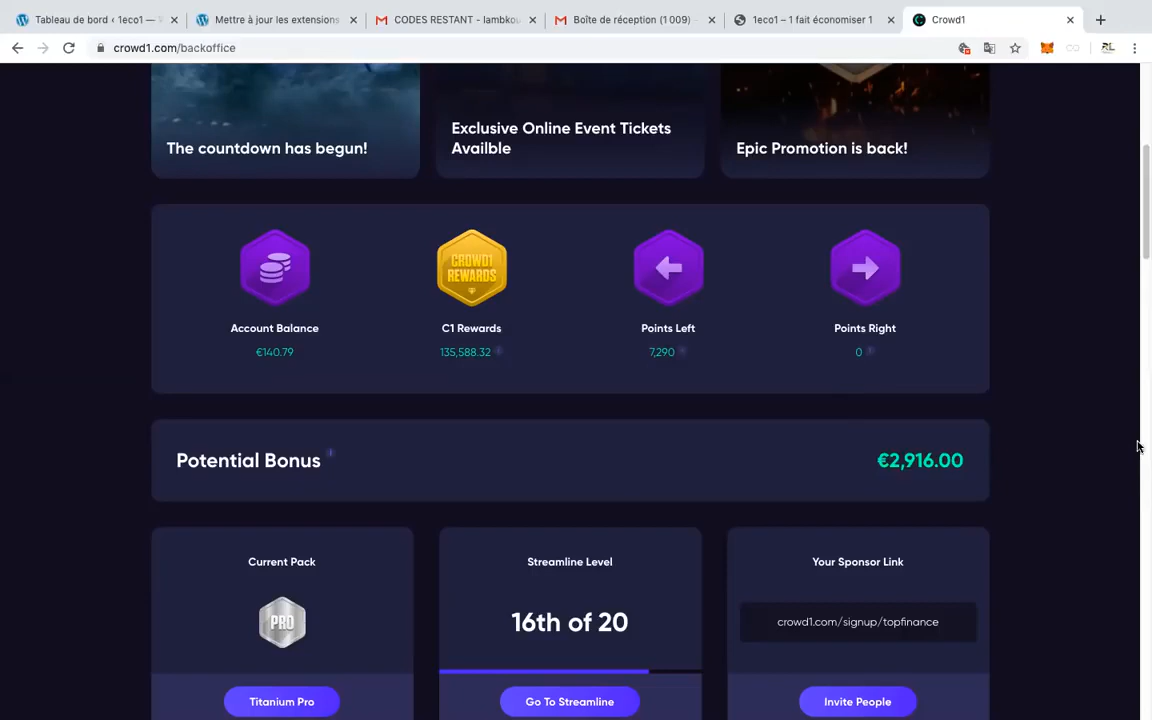 Tableau de bord ‹ 1eco1 — W
Mettre à jour les extensions
CODES RESTANT - lambkou
Boîte de réception (1 009) -
1eco1 – 1 fait économiser 1
Crowd1
crowd1.com/backoffice
The countdown has begun!
Exclusive Online Event Tickets
Availble
Epic Promotion is back!
CROWD1
REWARDS
Account Balance
C1 Rewards
Points Left
Points Right
€140.79
135,588.32
7,290
0
Potential Bonus
€2,916.00
Current Pack
Streamline Level
Your Sponsor Link
PRO
16th of 20
crowd1.com/signup/topfinance
Titanium Pro
Go To Streamline
Invite People